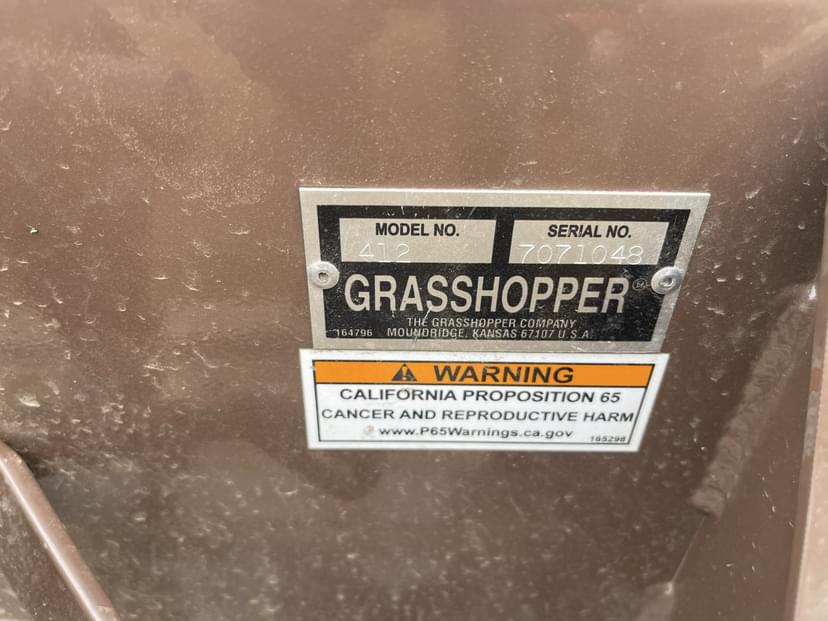 MODEL NO. SERIAL NO.
412 7071048
GRASSHOPPER®
THE GRASSHOPPER COMPANY
164796 MOUNDRIDGE, KANSAS 67107 U.S.A.
WARNING
CALIFORNIA PROPOSITION 65
CANCER AND REPRODUCTIVE HARM
www.P65Warnings.ca.gov 165298